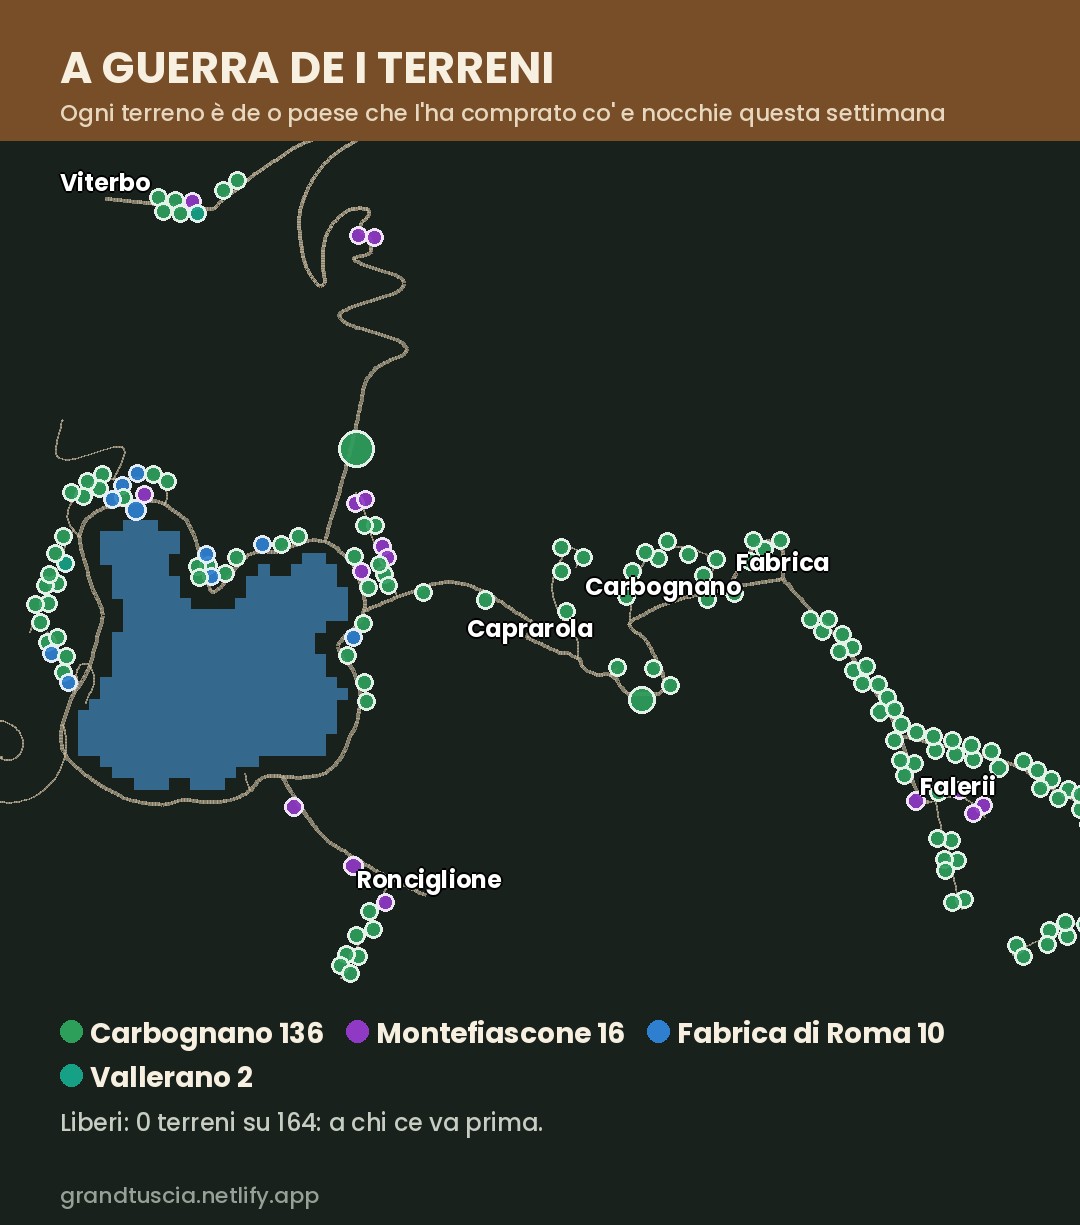 A GUERRA DE I TERRENI
Ogni terreno è de o paese che l'ha comprato co' e nocchie questa settimana
Viterbo
Fabrica
Carbognano
Caprarola
Falerii
Ronciglione
Carbognano 136 Montefiascone 16 Fabrica di Roma 10
Vallerano 2
Liberi: 0 terreni su 164: a chi ce va prima.
grandtuscia.netlify.app